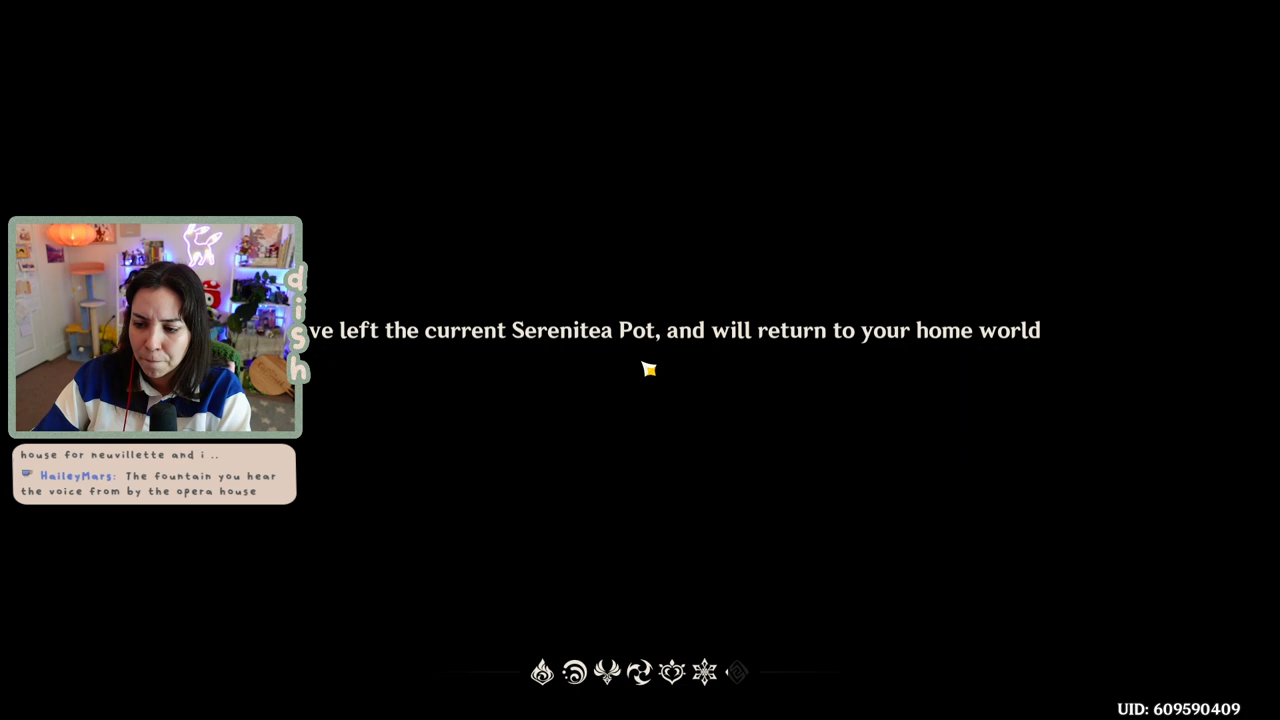 dish
ve left the current Serenitea Pot, and will return to your home world
house for neuvillette and i ..
HaileyMars: The fountain you hear
the voice from by the opera house
UID: 609590409